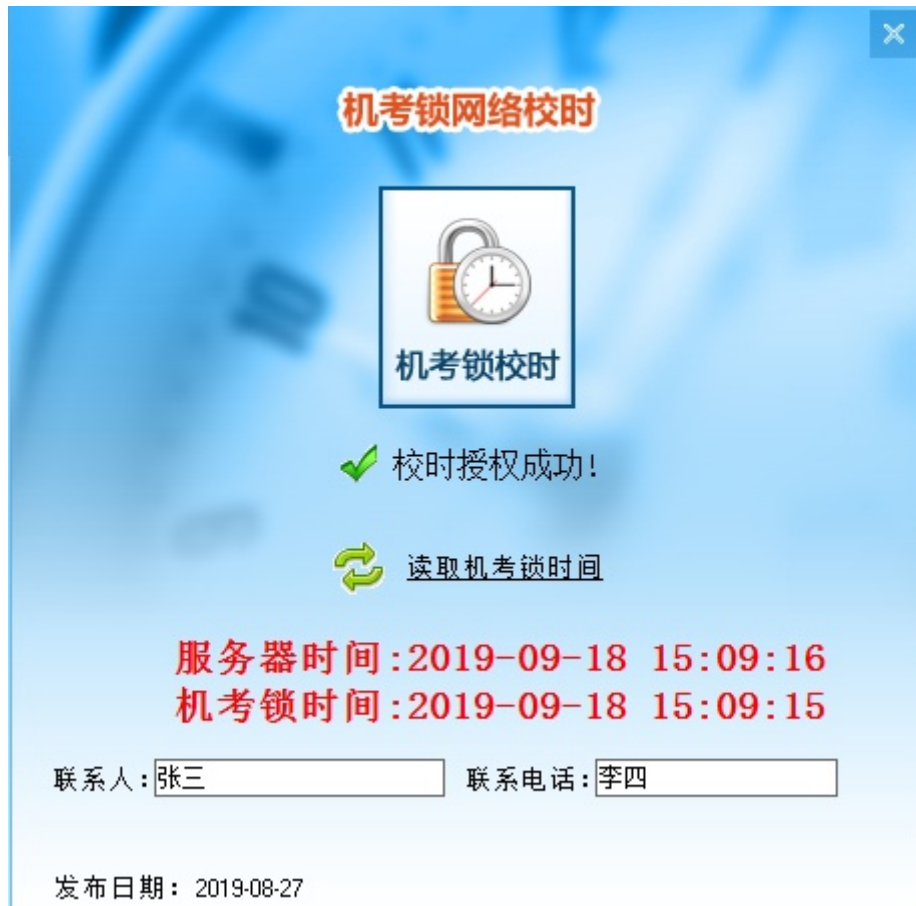 机考锁网络校时
机考锁校时
校时授权成功!
读取机考锁时间
服务器时间:2019-09-18 15:09:16
机考锁时间:2019-09-18 15:09:15
联系人:张三 联系电话:李四
发布日期: 2019-08-27